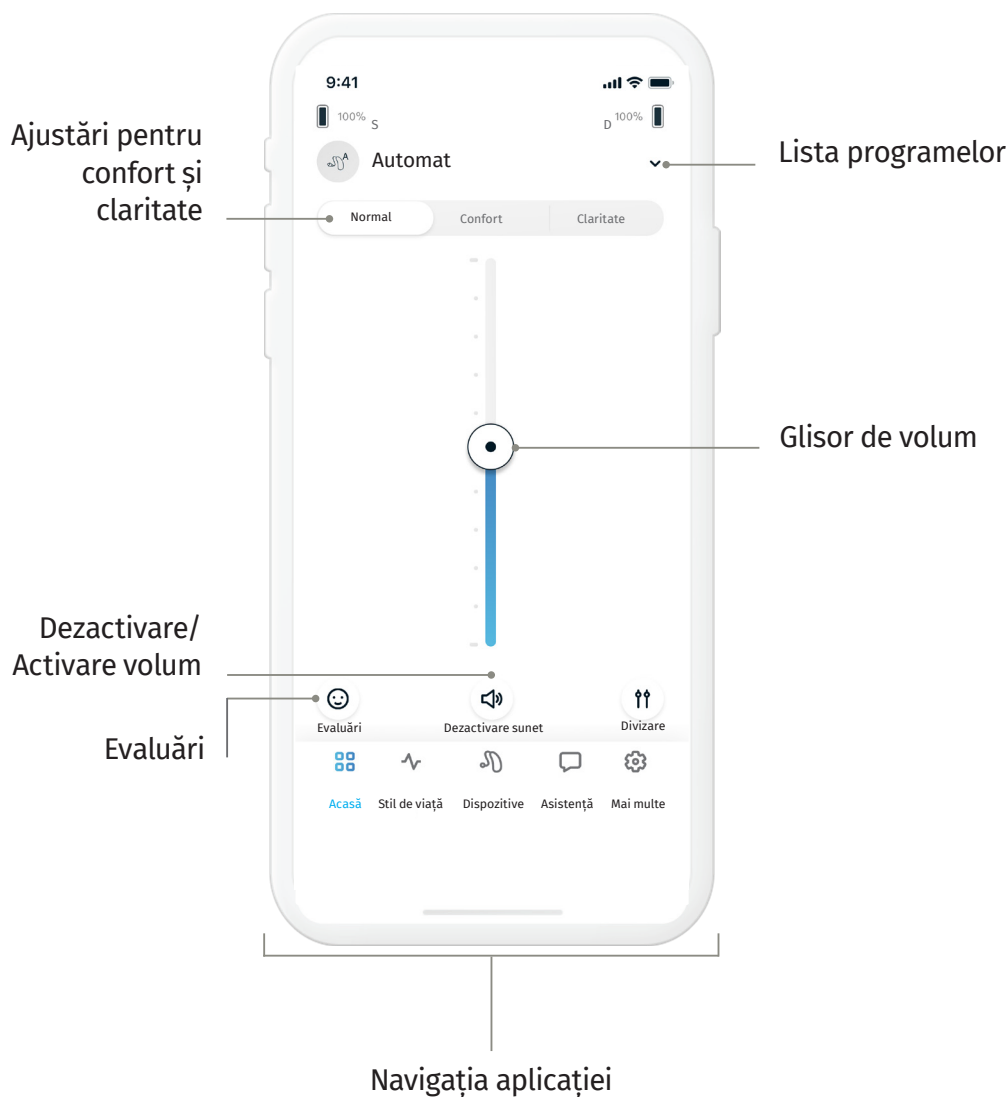 9:41
100% S
D 100%
Ajustări pentru
confort și
claritate
Automat
Lista programelor
Normal Confort Claritate
Glisor de volum
Dezactivare/
Activare volum
Evaluări
Evaluări Dezactivare sunet Divizare
Acasă Stil de viață Dispozitive Asistență Mai multe
Navigația aplicației